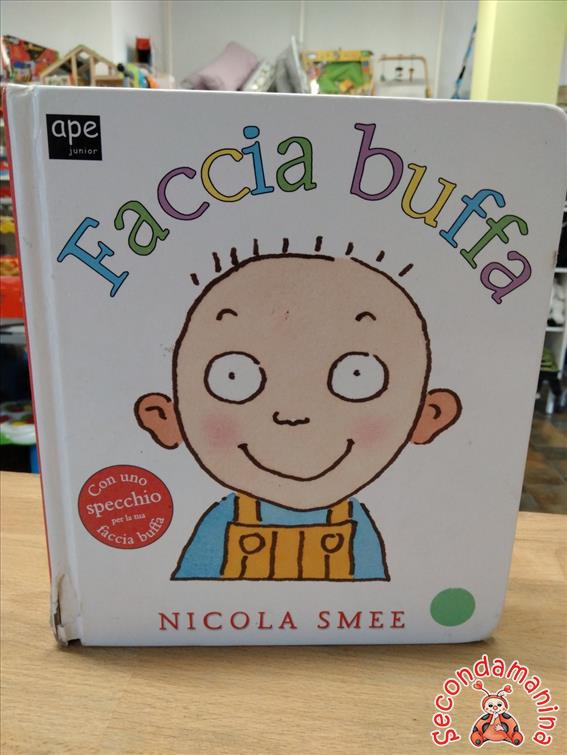 ape
junior
Faccia buffa
Con uno
specchio
per la tua
faccia buffa
NICOLA SMEE
secondamanina